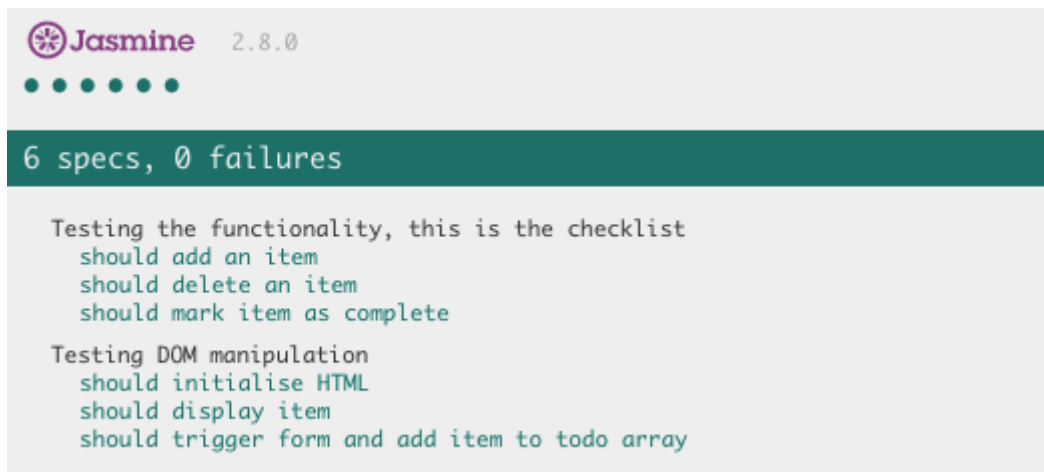 Jasmine 2.8.0
6 specs, 0 failures
Testing the functionality, this is the checklist
should add an item
should delete an item
should mark item as complete
Testing DOM manipulation
should initialise HTML
should display item
should trigger form and add item to todo array